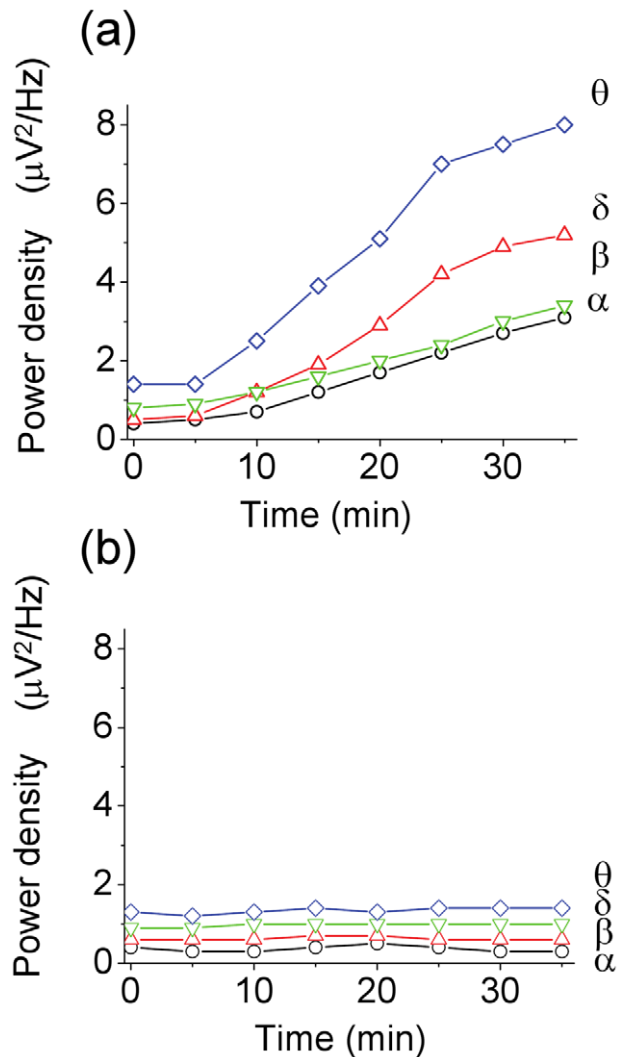 (a)
θ
8
δ
6
β
4
α
2
0
Power density (μV²/Hz)
0 10 20 30
Time (min)
(b)
8
6
4
2
0
Power density (μV²/Hz)
θ
δ
β
α
0 10 20 30
Time (min)